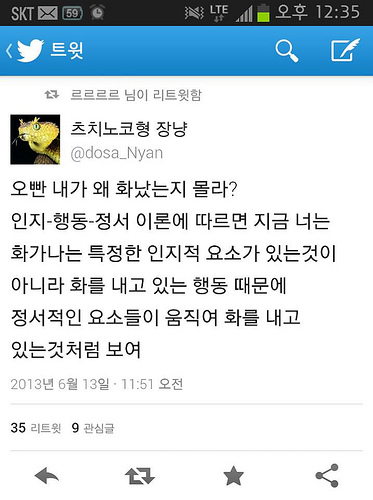 SKT 59 LTE 오후 12:35
트윗
르르르르 님이 리트윗함
츠치노코형 장냥
@dosa_Nyan
오빤 내가 왜 화났는지 몰라?
인지-행동-정서 이론에 따르면 지금 너는
화가나는 특정한 인지적 요소가 있는것이
아니라 화를 내고 있는 행동 때문에
정서적인 요소들이 움직여 화를 내고
있는것처럼 보여
2013년 6월 13일 · 11:51 오전
35 리트윗 9 관심글